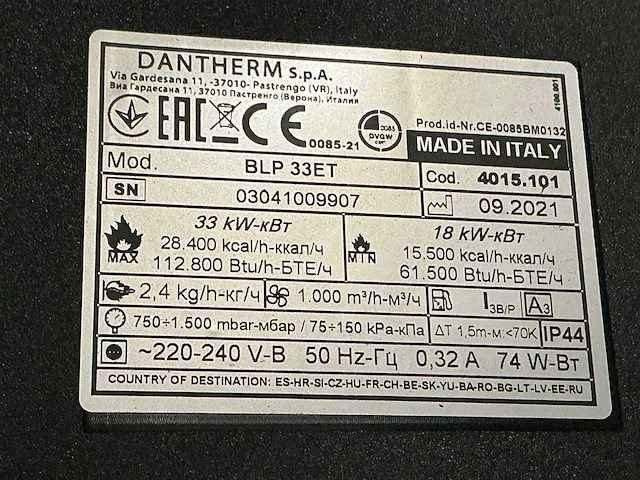 DANTHERM S.p.A.
Via Gardesana 11, -37010- Pastrengo (VR), Italy
Виа Гардесана 11, 37010 Пастренго (Верона), Италия
4100.801
EAC CE 0085-21
0085
DVGW
CERT
Prod.id-Nr.CE-0085BM0132
MADE IN ITALY
Mod. BLP 33ET
Cod. 4015.101
SN 03041009907
09.2021
33 kW-кВт
28.400 kcal/h-ккал/ч
MAX 112.800 Btu/h-БТЕ/ч
18 kW-кВт
15.500 kcal/h-ккал/ч
MIN 61.500 Btu/h-БТЕ/ч
2,4 kg/h-кг/ч
1.000 m³/h-м³/ч
I3B/P
A3
750÷1.500 mbar-мбар / 75÷150 kPa-кПа
ΔT 1,5m-м:<70K
IP44
~220-240 V-В 50 Hz-Гц 0,32 A 74 W-Вт
COUNTRY OF DESTINATION: ES-HR-SI-CZ-HU-FR-CH-BE-SK-YU-BA-RO-BG-LT-LV-EE-RU